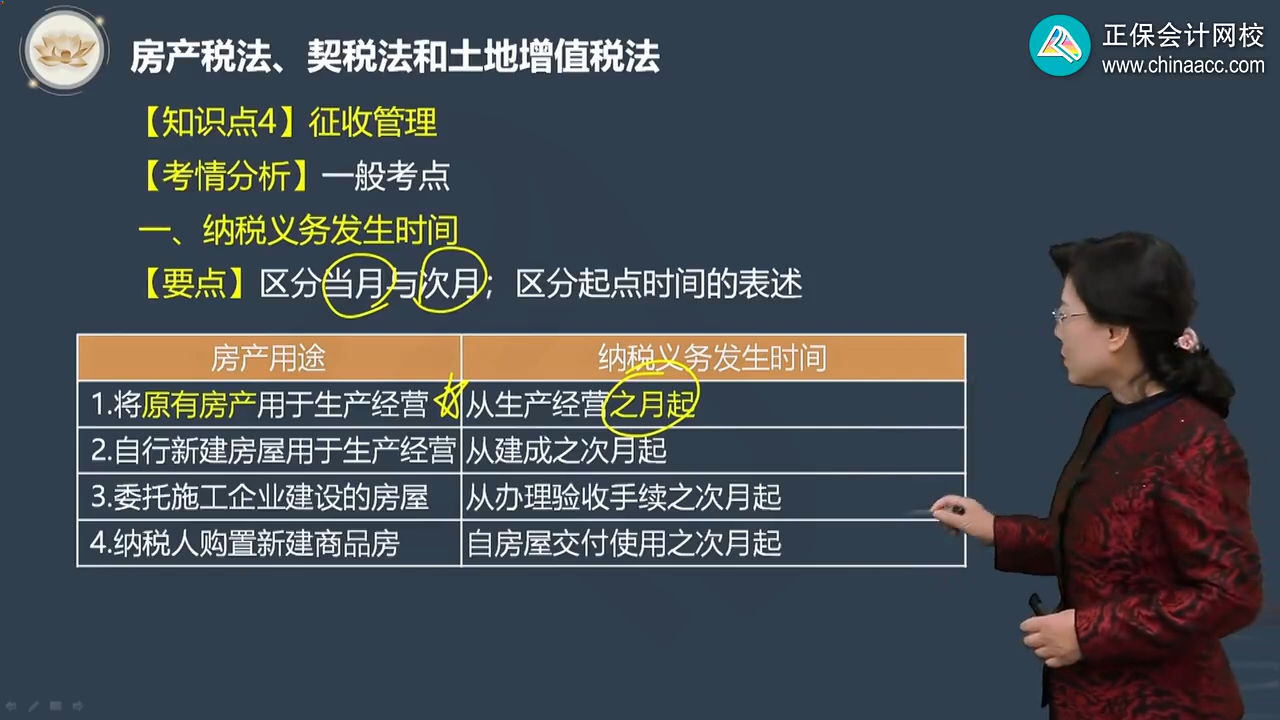 房产税法、契税法和土地增值税法
正保会计网校
www.chinaacc.com
【知识点4】征收管理
【考情分析】一般考点
一、纳税义务发生时间
【要点】区分当月与次月；区分起点时间的表述
房产用途 纳税义务发生时间
1.将原有房产用于生产经营 从生产经营之月起
2.自行新建房屋用于生产经营 从建成之次月起
3.委托施工企业建设的房屋 从办理验收手续之次月起
4.纳税人购置新建商品房 自房屋交付使用之次月起